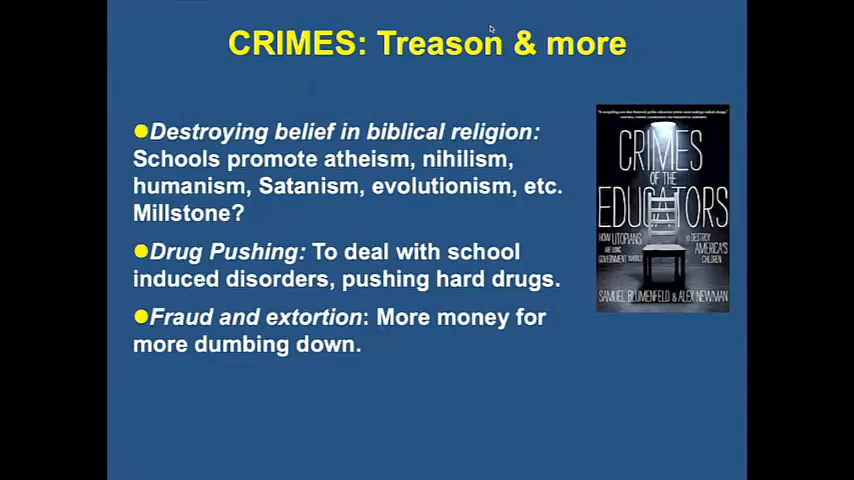 CRIMES: Treason & more
Destroying belief in biblical religion:
Schools promote atheism, nihilism,
humanism, Satanism, evolutionism, etc.
Millstone?
Drug Pushing: To deal with school
induced disorders, pushing hard drugs.
Fraud and extortion: More money for
more dumbing down.
CRIMES
OF THE
EDUCATORS
HOW UTOPIANS
ARE USING
GOVERNMENT SCHOOLS
TO DESTROY
AMERICA'S
CHILDREN
SAMUEL BLUMENFELD & ALEX NEWMAN